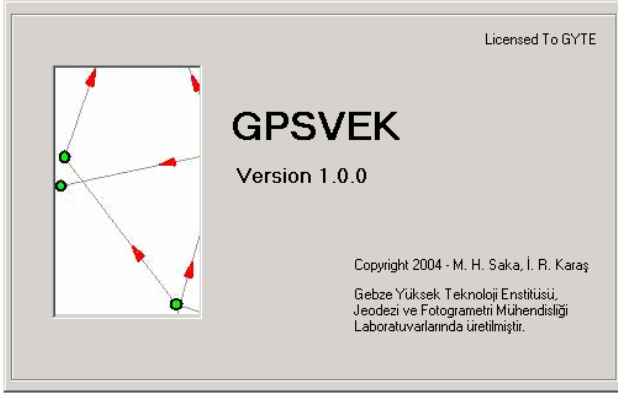 Licensed To GYTE
GPSVEK
Version 1.0.0
Copyright 2004 - M. H. Saka, İ. R. Karaş
Gebze Yüksek Teknoloji Enstitüsü,
Jeodezi ve Fotogrametri Mühendisliği
Laboratuvarlarında üretilmiştir.